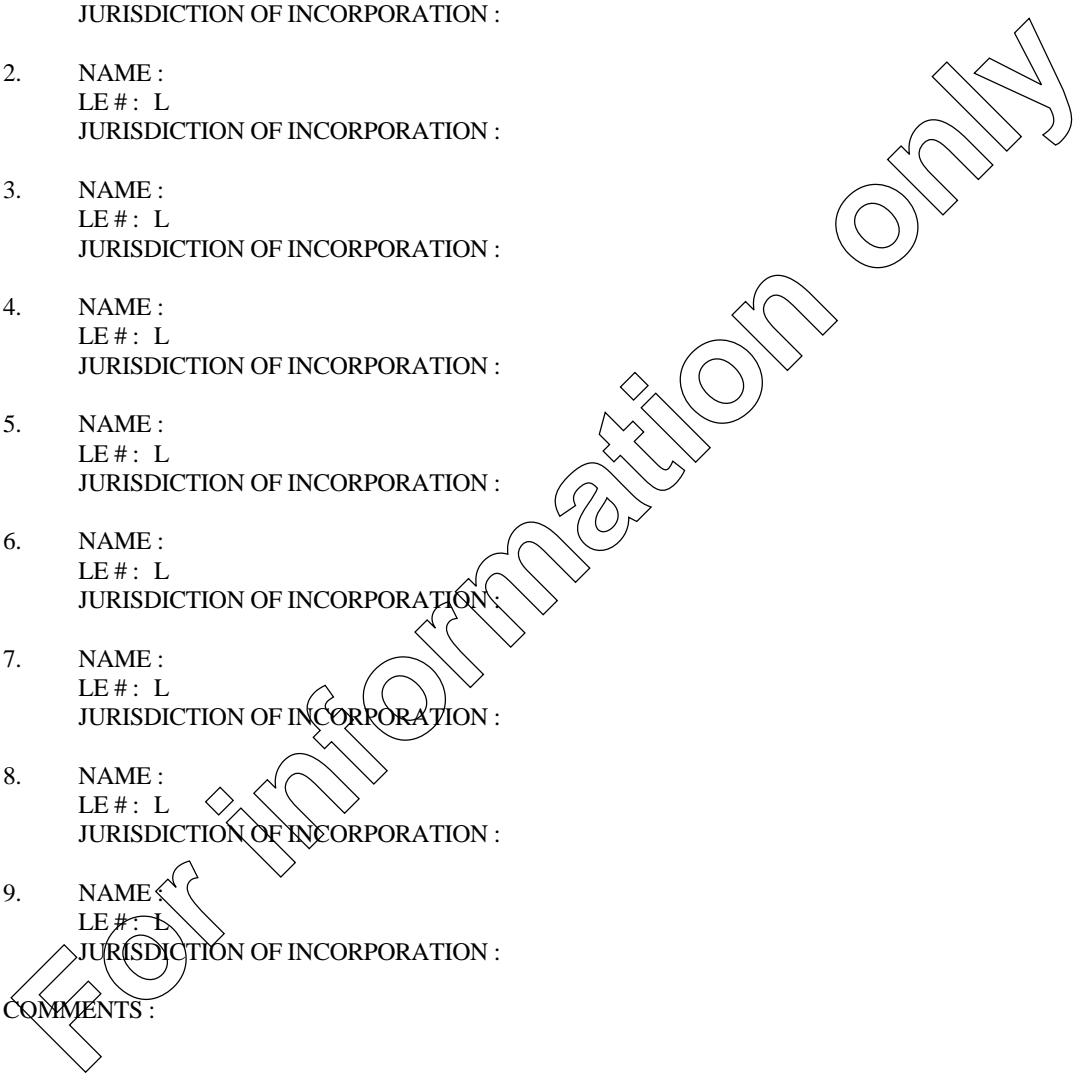 JURISDICTION OF INCORPORATION :
2. NAME :
LE # : L
JURISDICTION OF INCORPORATION :
3. NAME :
LE # : L
JURISDICTION OF INCORPORATION :
4. NAME :
LE # : L
JURISDICTION OF INCORPORATION :
5. NAME :
LE # : L
JURISDICTION OF INCORPORATION :
6. NAME :
LE # : L
JURISDICTION OF INCORPORATION :
7. NAME :
LE # : L
JURISDICTION OF INCORPORATION :
8. NAME :
LE # : L
JURISDICTION OF INCORPORATION :
9. NAME :
LE # : L
JURISDICTION OF INCORPORATION :
COMMENTS :
For information only